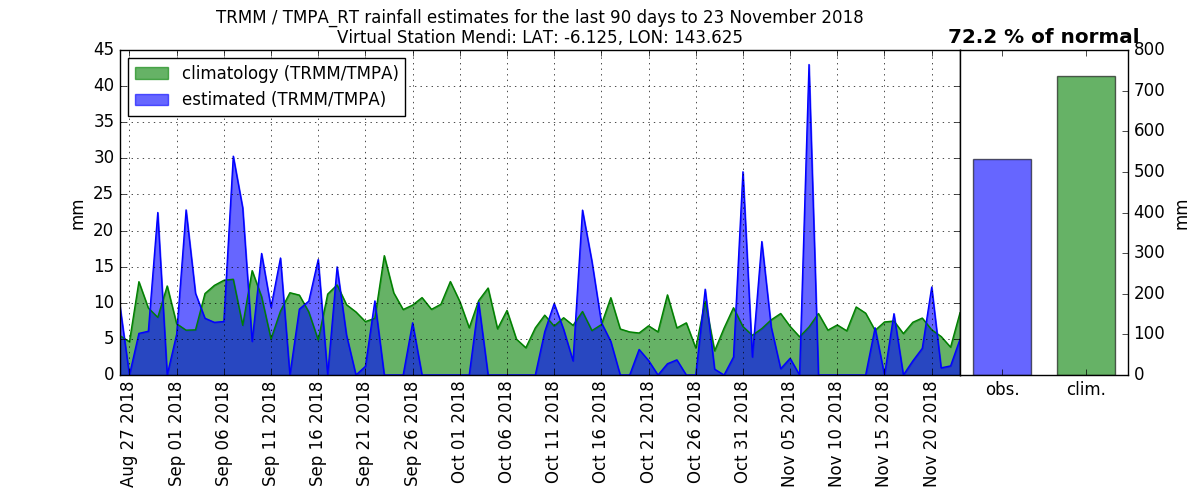 TRMM / TMPA_RT rainfall estimates for the last 90 days to 23 November 2018
Virtual Station Mendi: LAT: -6.125, LON: 143.625
72.2 % of normal
climatology (TRMM/TMPA)
estimated (TRMM/TMPA)
45
40
35
30
25
20
15
10
5
0
mm
Aug 27 2018
Sep 01 2018
Sep 06 2018
Sep 11 2018
Sep 16 2018
Sep 21 2018
Sep 26 2018
Oct 01 2018
Oct 06 2018
Oct 11 2018
Oct 16 2018
Oct 21 2018
Oct 26 2018
Oct 31 2018
Nov 05 2018
Nov 10 2018
Nov 15 2018
Nov 20 2018
800
700
600
500
400
300
200
100
0
mm
obs.
clim.